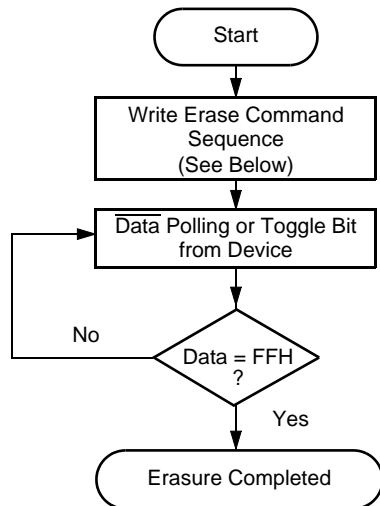 Start
Write Erase Command
Sequence
(See Below)
Data Polling or Toggle Bit
from Device
No
Data = FFH
?
Yes
Erasure Completed